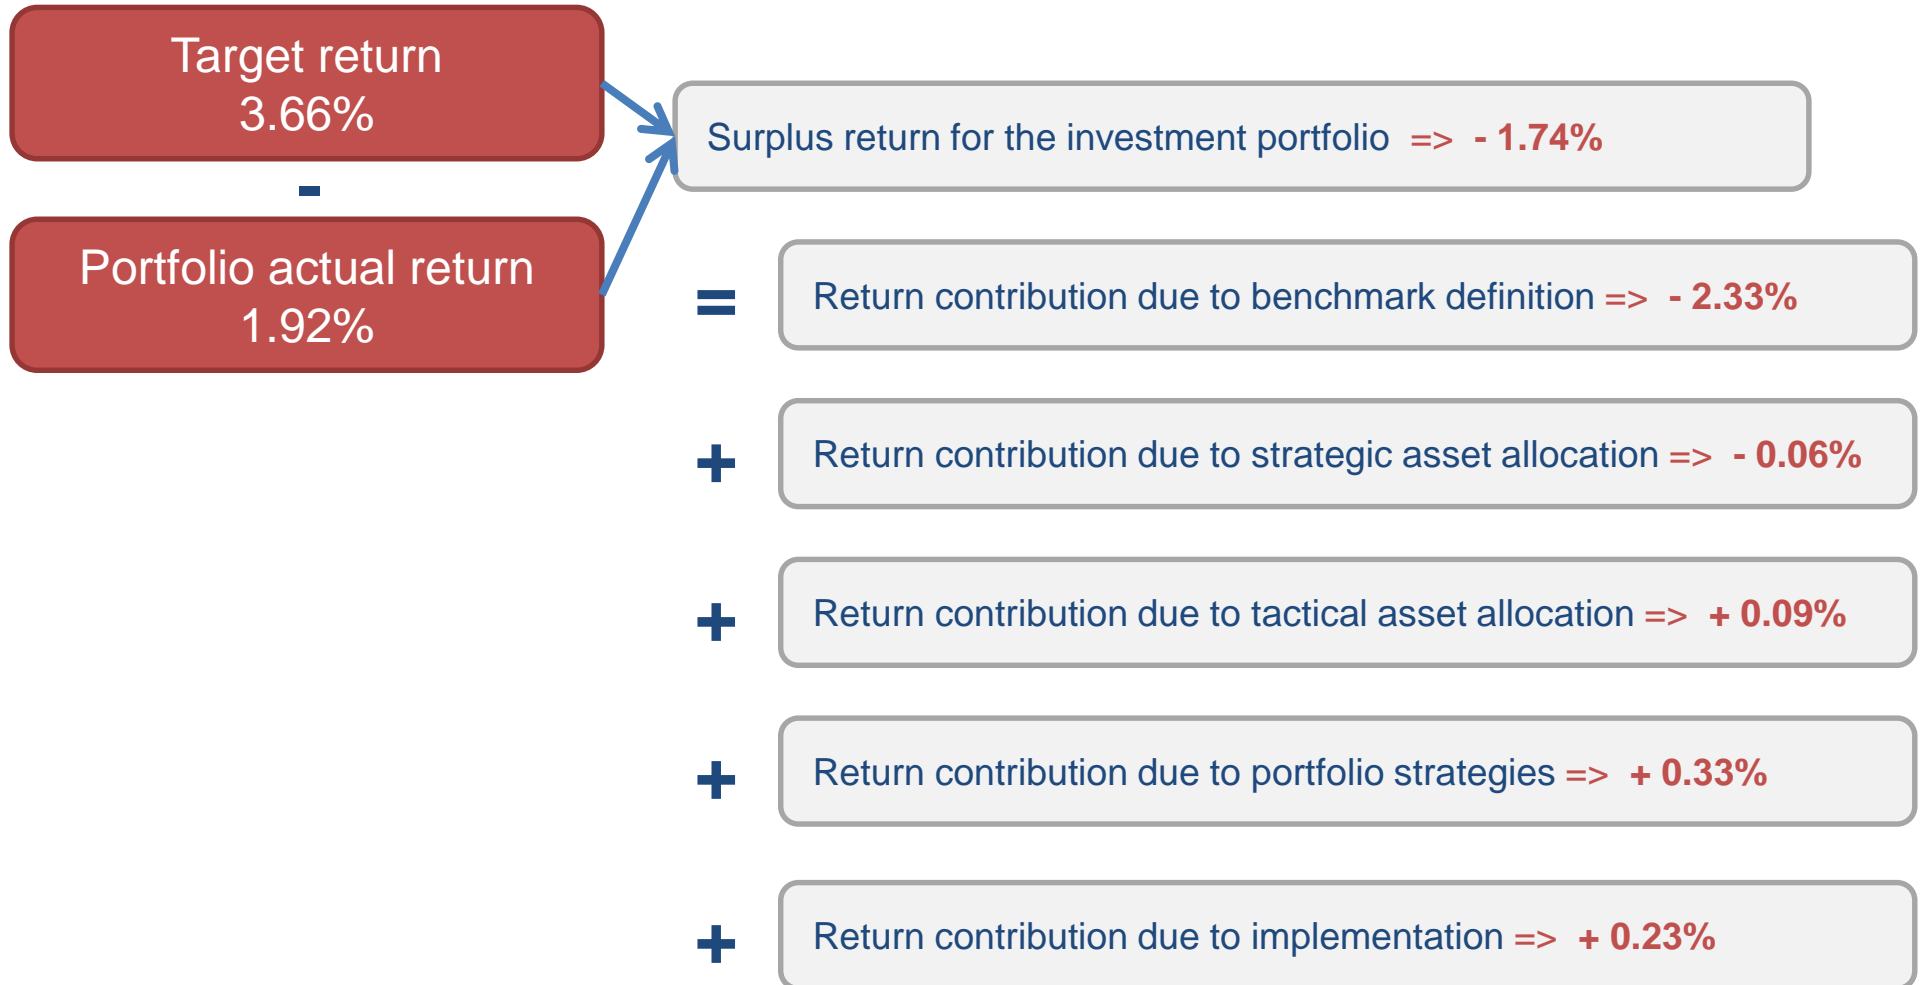 Target return
3.66%
-
Portfolio actual return
1.92%
Surplus return for the investment portfolio => - 1.74%
= Return contribution due to benchmark definition => - 2.33%
+ Return contribution due to strategic asset allocation => - 0.06%
+ Return contribution due to tactical asset allocation => + 0.09%
+ Return contribution due to portfolio strategies => + 0.33%
+ Return contribution due to implementation => + 0.23%